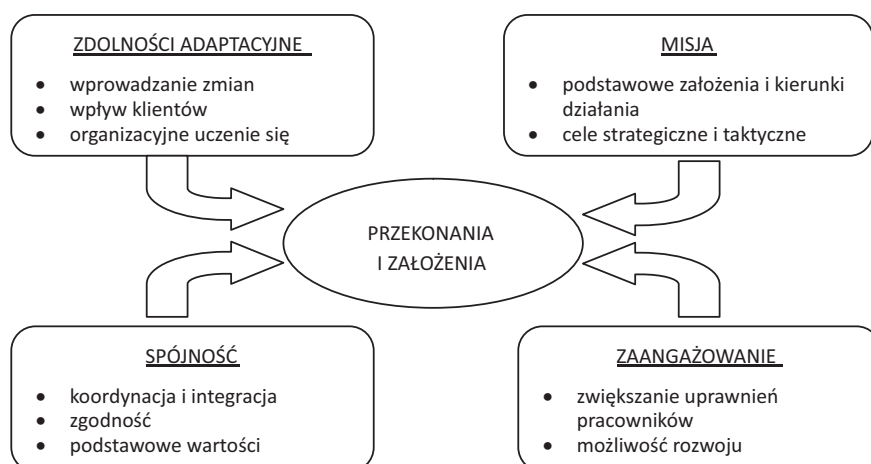 ZDOLNOŚCI ADAPTACYJNE
• wprowadzanie zmian
• wpływ klientów
• organizacyjne uczenie się
MISJA
• podstawowe założenia i kierunki
działania
• cele strategiczne i taktyczne
PRZEKONANIA
I ZAŁOŻENIA
SPÓJNOŚĆ
• koordynacja i integracja
• zgodność
• podstawowe wartości
ZAANGAŻOWANIE
• zwiększanie uprawnień
pracowników
• możliwość rozwoju